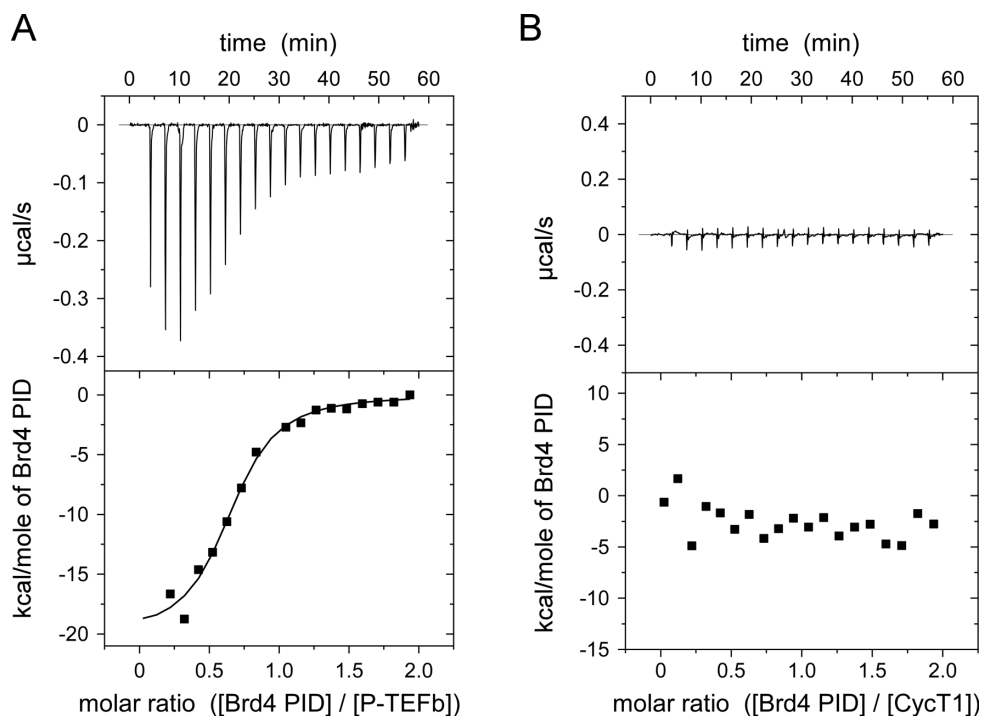 A
time (min)
0 10 20 30 40 50 60
0
-0.1
-0.2
-0.3
-0.4
µcal/s
0
-5
-10
-15
-20
kcal/mole of Brd4 PID
0 0.5 1.0 1.5 2.0
molar ratio ([Brd4 PID] / [P-TEFb])
B
time (min)
0 10 20 30 40 50 60
0.4
0.2
0
-0.2
-0.4
µcal/s
10
5
0
-5
-10
-15
kcal/mole of Brd4 PID
0 0.5 1.0 1.5 2.0
molar ratio ([Brd4 PID] / [CycT1])